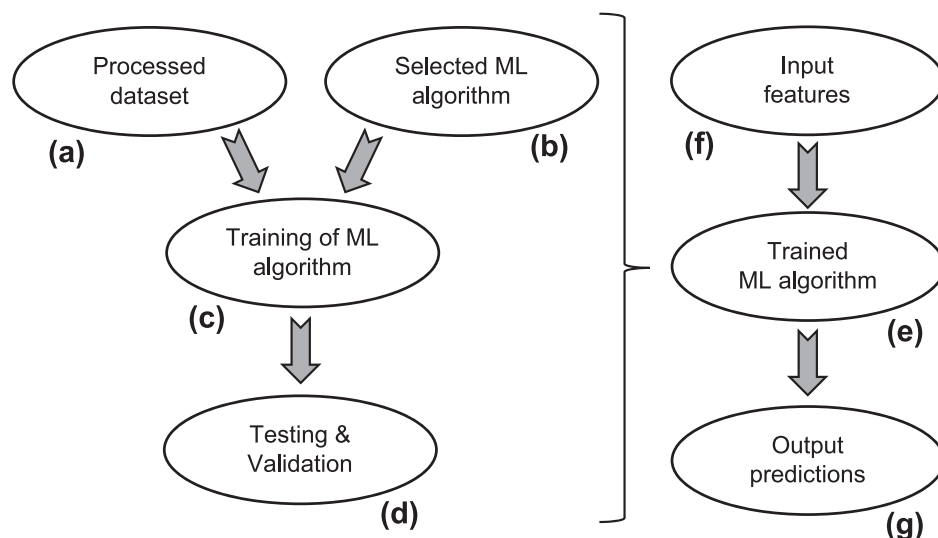 Processed
dataset
(a)
Selected ML
algorithm
(b)
Training of ML
algorithm
(c)
Testing &
Validation
(d)
Input
features
(f)
Trained
ML algorithm
(e)
Output
predictions
(g)